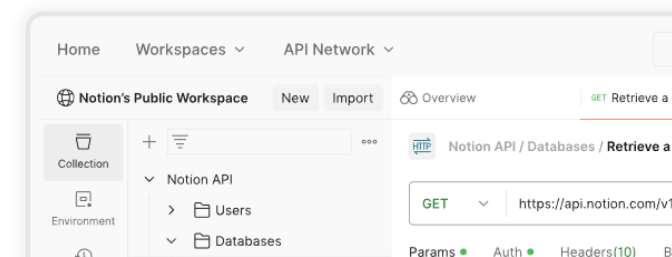 Home Workspaces API Network
Notion's Public Workspace New Import Overview GET Retrieve a
Collection
Notion API / Databases / Retrieve a
Notion API
Environment
Users
GET https://api.notion.com/v1
Databases
Params Auth Headers(10) B